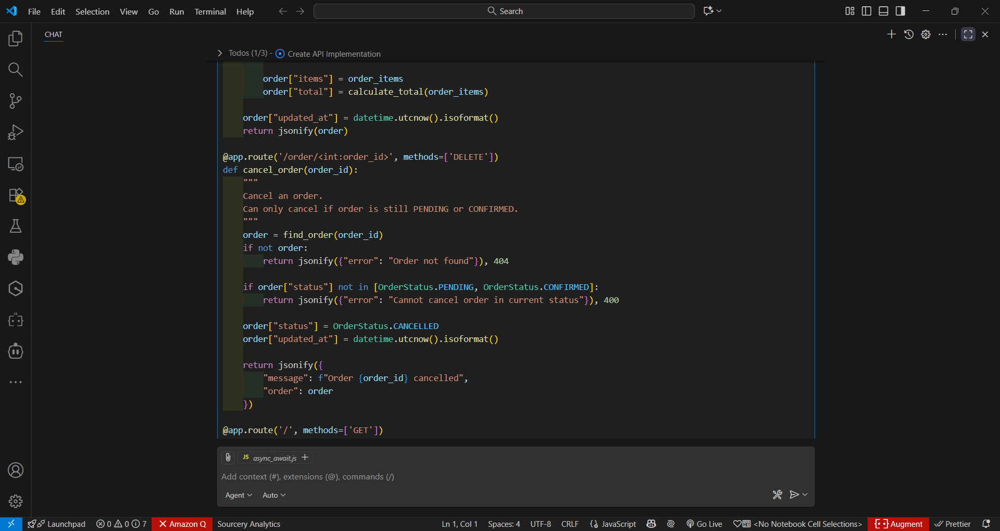 File Edit Selection View Go Run Terminal Help
Search
CHAT
Todos (1/3) - Create API Implementation
order["items"] = order_items
order["total"] = calculate_total(order_items)
order["updated_at"] = datetime.utcnow().isoformat()
return jsonify(order)
@app.route('/order/<int:order_id>', methods=['DELETE'])
def cancel_order(order_id):
"""
Cancel an order.
Can only cancel if order is still PENDING or CONFIRMED.
"""
order = find_order(order_id)
if not order:
return jsonify({"error": "Order not found"}), 404
if order["status"] not in [OrderStatus.PENDING, OrderStatus.CONFIRMED]:
return jsonify({"error": "Cannot cancel order in current status"}), 400
order["status"] = OrderStatus.CANCELLED
order["updated_at"] = datetime.utcnow().isoformat()
return jsonify({
"message": f"Order {order_id} cancelled",
"order": order
})
@app.route('/', methods=['GET'])
JS async_await.js
Add context (#), extensions (@), commands (/)
Agent Auto
Launchpad 0 0 7 Amazon Q Sourcery Analytics Ln 1, Col 1 Spaces: 4 UTF-8 CRLF JavaScript Go Live <No Notebook Cell Selections> Augment Prettier